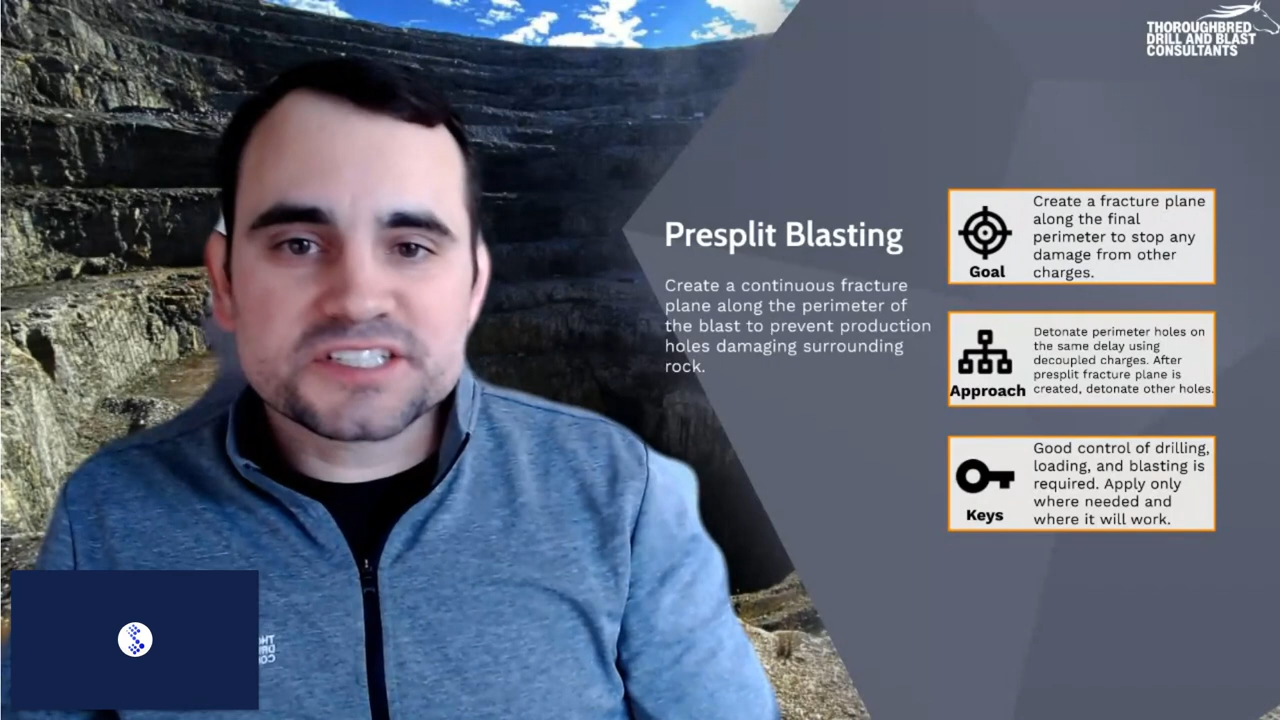 THOROUGHBRED
DRILL AND BLAST
CONSULTANTS
Presplit Blasting
Create a continuous fracture
plane along the perimeter of
the blast to prevent production
holes damaging surrounding
rock.
Goal
Create a fracture plane
along the final
perimeter to stop any
damage from other
charges.
Approach
Detonate perimeter holes on
the same delay using
decoupled charges. After
presplit fracture plane is
created, detonate other holes.
Keys
Good control of drilling,
loading, and blasting is
required. Apply only
where needed and
where it will work.